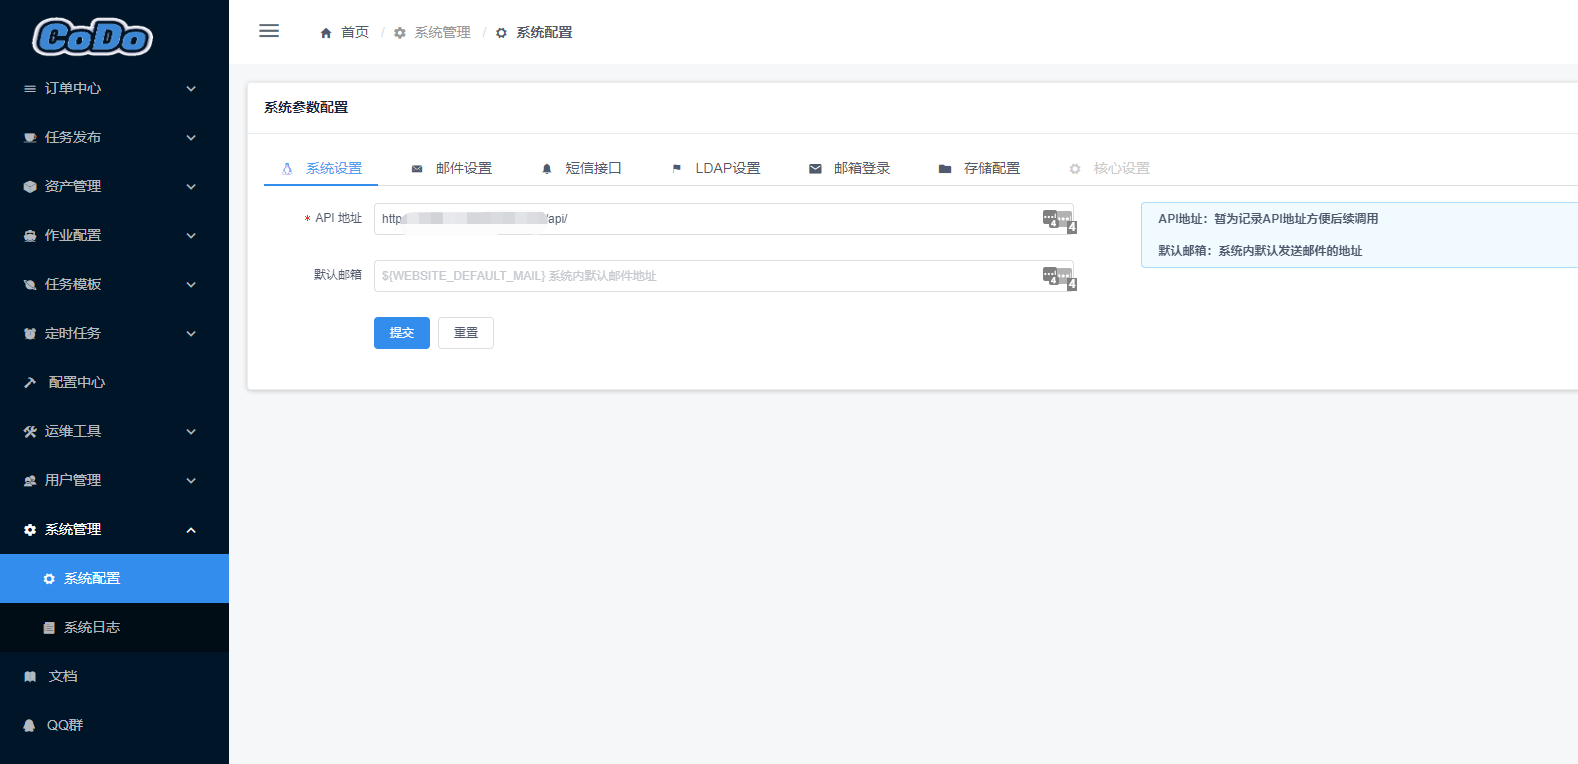 CoDo
订单中心
任务发布
资产管理
作业配置
任务模板
定时任务
配置中心
运维工具
用户管理
系统管理
系统配置
系统日志
文档
QQ群
首页 / 系统管理 / 系统配置
系统参数配置
系统设置 邮件设置 短信接口 LDAP设置 邮箱登录 存储配置 核心设置
* API 地址 http /api/ 4 4
默认邮箱 ${WEBSITE_DEFAULT_MAIL} 系统内默认邮件地址 4 4
提交 重置
API地址：暂为记录API地址方便后续调用
默认邮箱：系统内默认发送邮件的地址